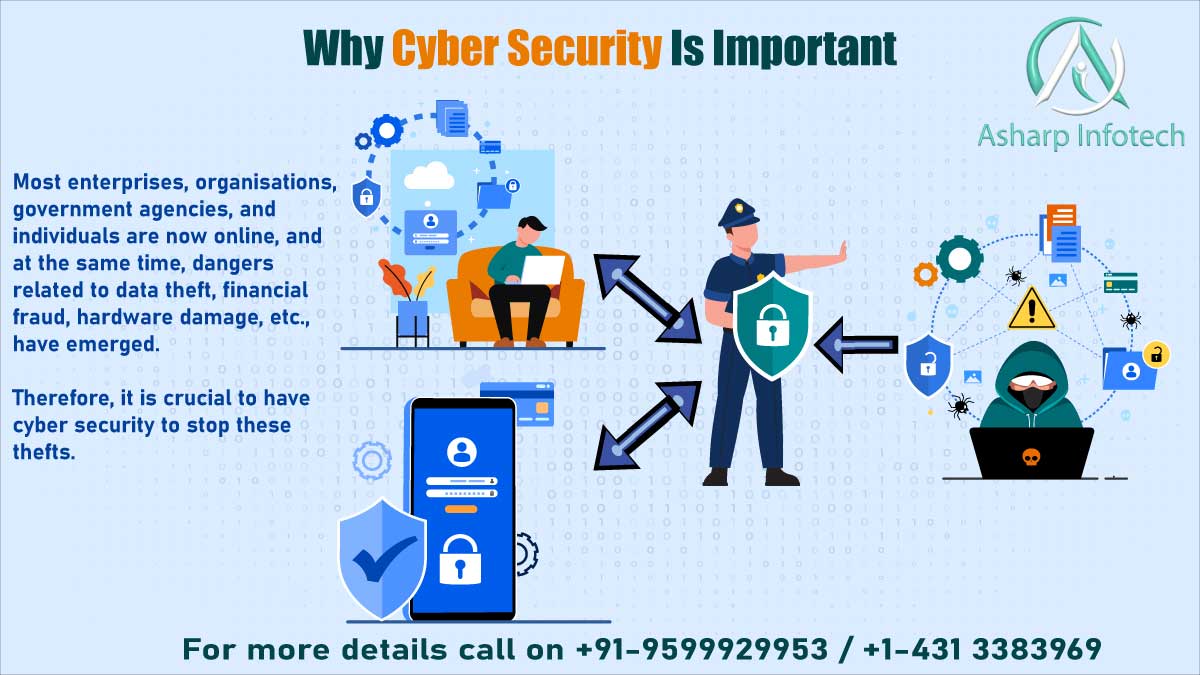 Why Cyber Security Is Important
Asharp Infotech
Most enterprises, organisations,
government agencies, and
individuals are now online, and
at the same time, dangers
related to data theft, financial
fraud, hardware damage, etc.,
have emerged.
Therefore, it is crucial to have
cyber security to stop these
thefts.
For more details call on +91-9599929953 / +1-431 3383969